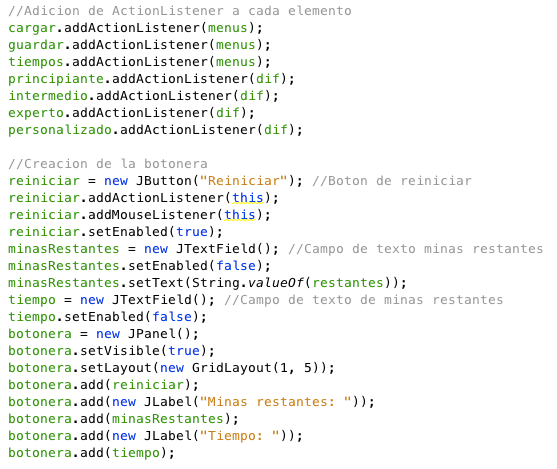 //Adicion de ActionListener a cada elemento
cargar.addActionListener(menus);
guardar.addActionListener(menus);
tiempos.addActionListener(menus);
principiante.addActionListener(dif);
intermedio.addActionListener(dif);
experto.addActionListener(dif);
personalizado.addActionListener(dif);

//Creacion de la botonera
reiniciar = new JButton("Reiniciar"); //Boton de reiniciar
reiniciar.addActionListener(this);
reiniciar.addMouseListener(this);
reiniciar.setEnabled(true);
minasRestantes = new JTextField(); //Campo de texto minas restantes
minasRestantes.setEnabled(false);
minasRestantes.setText(String.valueOf(restantes));
tiempo = new JTextField(); //Campo de texto de minas restantes
tiempo.setEnabled(false);
botonera = new JPanel();
botonera.setVisible(true);
botonera.setLayout(new GridLayout(1, 5));
botonera.add(reiniciar);
botonera.add(new JLabel("Minas restantes: "));
botonera.add(minasRestantes);
botonera.add(new JLabel("Tiempo: "));
botonera.add(tiempo);